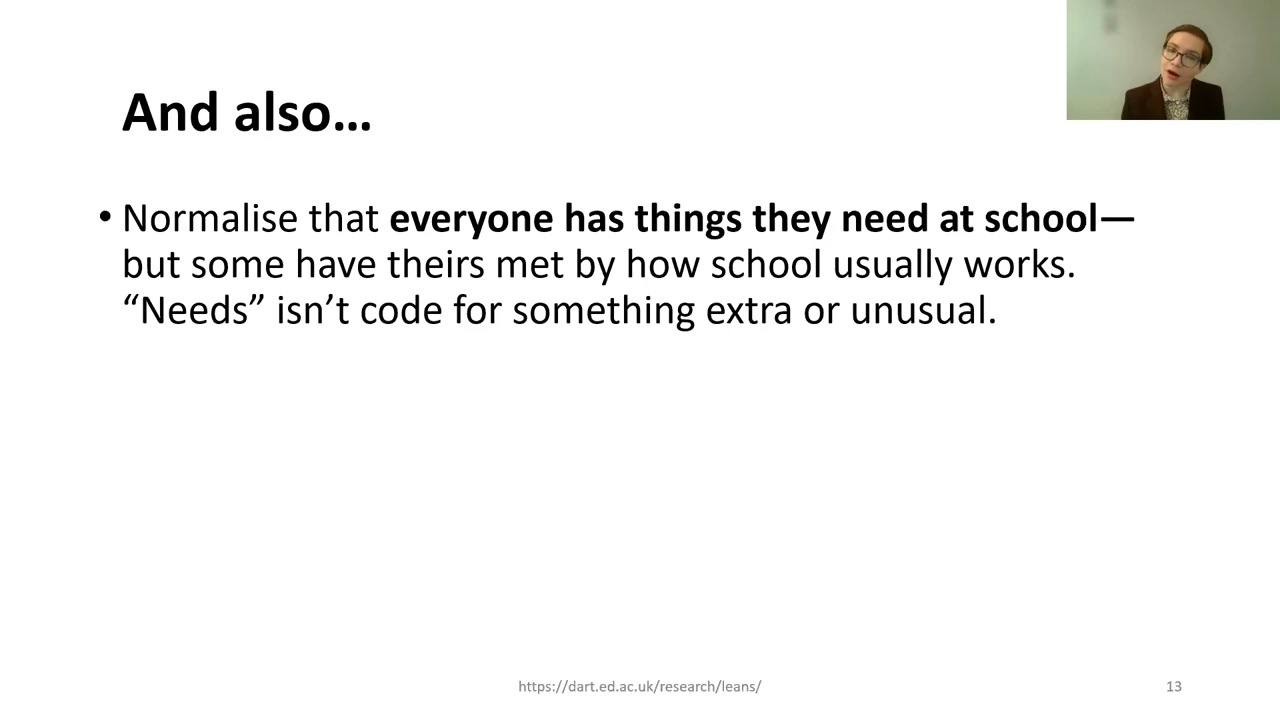 And also…
• Normalise that everyone has things they need at school—
but some have theirs met by how school usually works.
“Needs” isn’t code for something extra or unusual.
https://dart.ed.ac.uk/research/leans/
13